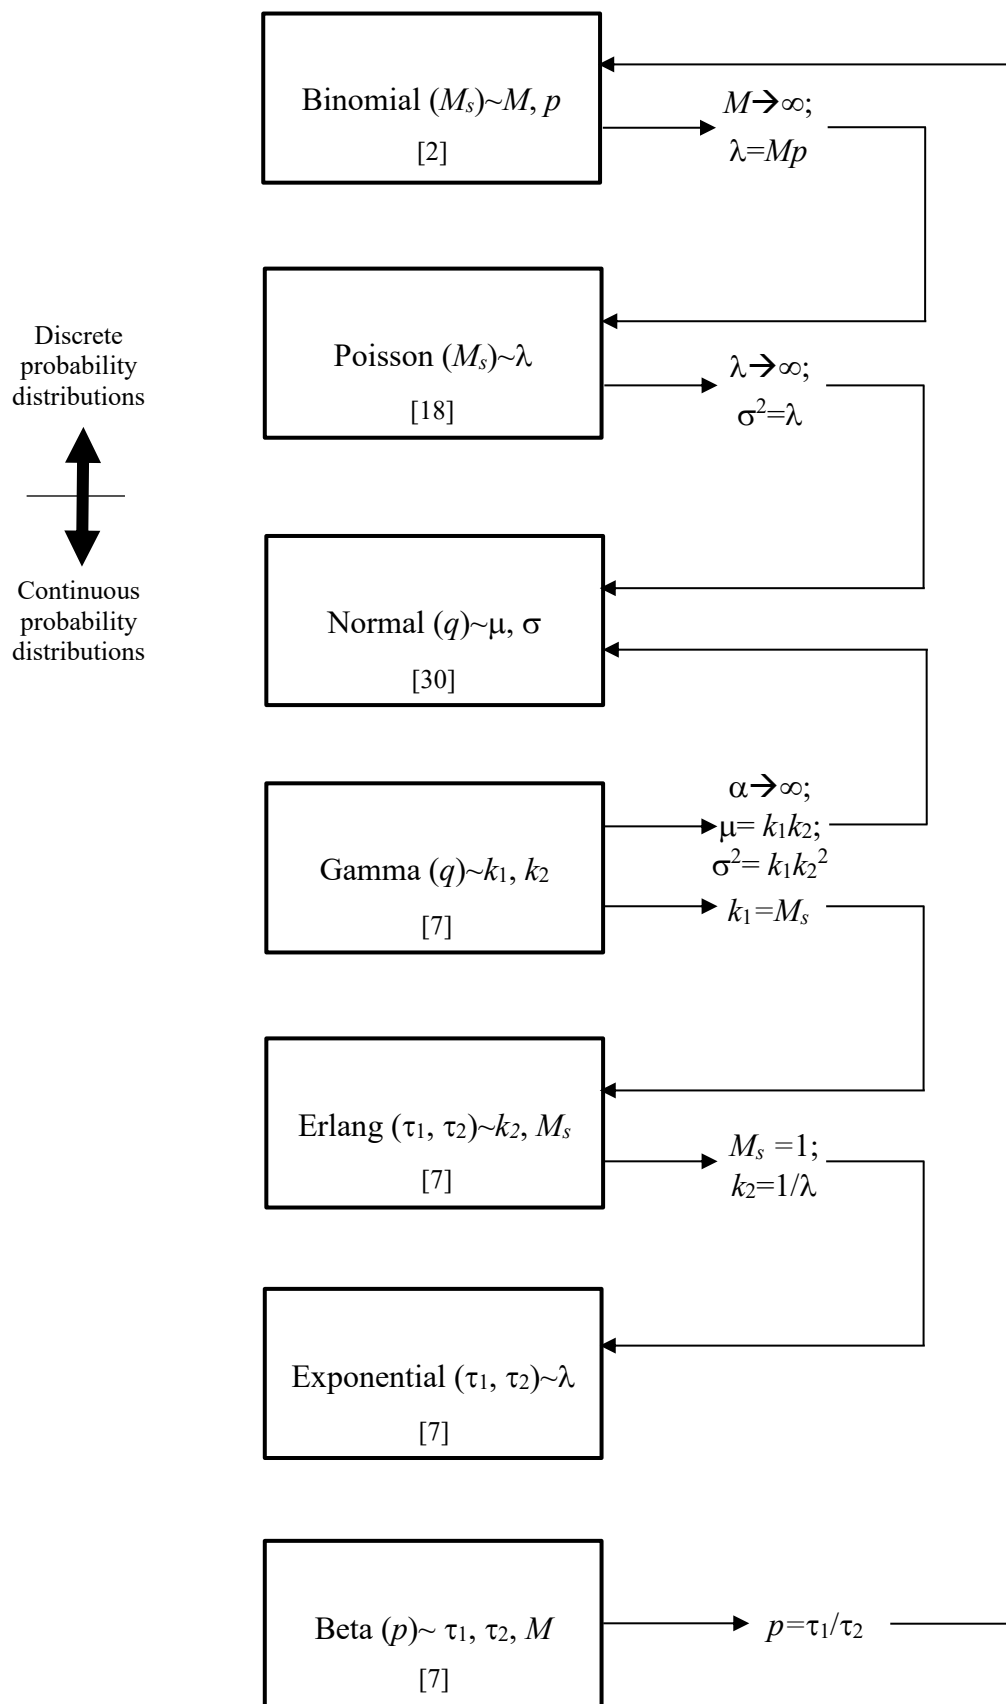 Binomial (Mₛ)~M, p
[2]
M→∞;
λ=Mp
Discrete
probability
distributions
Poisson (Mₛ)~λ
[18]
λ→∞;
σ²=λ
Continuous
probability
distributions
Normal (q)~μ, σ
[30]
Gamma (q)~k₁, k₂
[7]
α→∞;
μ= k₁k₂;
σ²= k₁k₂²
k₁=Mₛ
Erlang (τ₁, τ₂)~k₂, Mₛ
[7]
Mₛ =1;
k₂=1/λ
Exponential (τ₁, τ₂)~λ
[7]
Beta (p)~ τ₁, τ₂, M
[7]
p=τ₁/τ₂